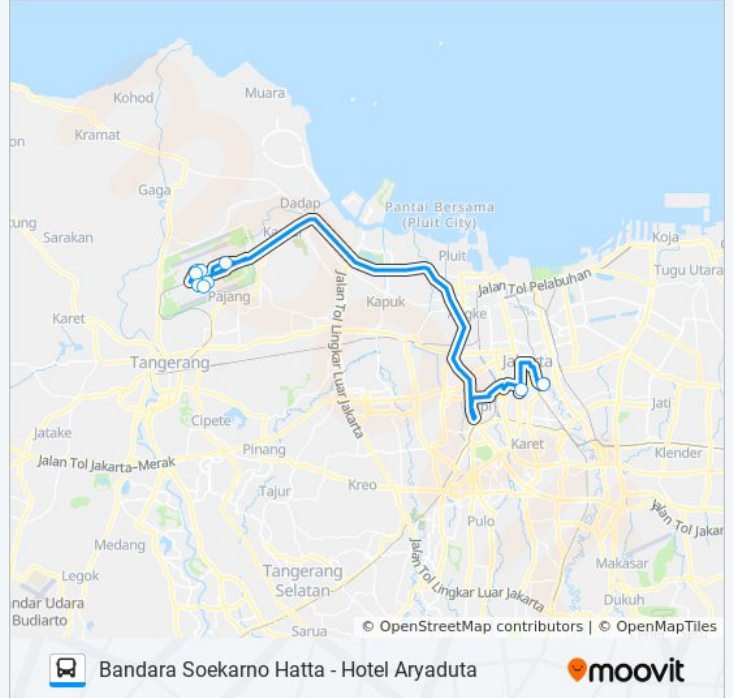 Kohod
Muara
Kramat
Gaga
Dadap
Pantai Bersama
(Pluit City)
Sarakan
Koja
Pluit
Tugu Utara
Pajang
Jalan Tol Pelabuhan
Kapuk
Karet
Jalan Tol Lingkar Luar Jakarta
Tangerang
Cipete
Jati
Jatake
Pinang
Karet
Klender
Jalan Tol Jakarta–Merak
Tajur
Kreo
Pulo
Medang
Jalan Tol Lingkar Luar Jakarta
Makasar
Legok
Tangerang
Selatan
Dukuh
Budiarto
Sarua
© OpenStreetMap contributors | © OpenMapTiles
Bandara Soekarno Hatta - Hotel Aryaduta
moovit